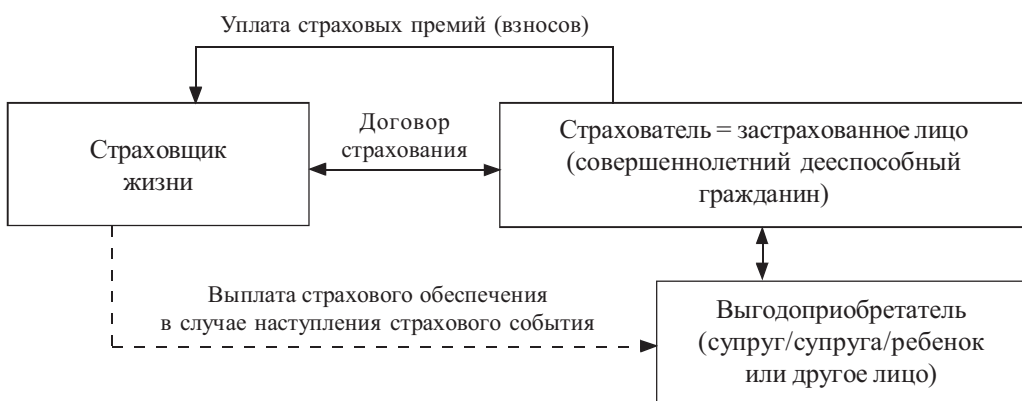 Уплата страховых премий (взносов)
Страховщик
жизни
Договор
страхования
Страхователь = застрахованное лицо
(совершеннолетний дееспособный
гражданин)
Выплата страхового обеспечения
в случае наступления страхового события
Выгодоприобретатель
(супруг/супруга/ребенок
или другое лицо)